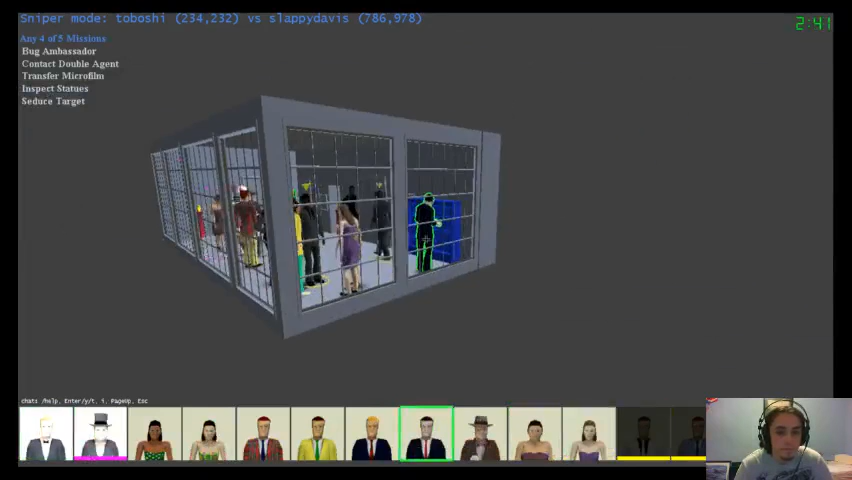 Sniper mode: toboshi (234,232) vs slappydavis (786,978)
2:41
Any 4 of 5 Missions
Bug Ambassador
Contact Double Agent
Transfer Microfilm
Inspect Statues
Seduce Target
chat: /help, Enter/y/t, i, PageUp, Esc